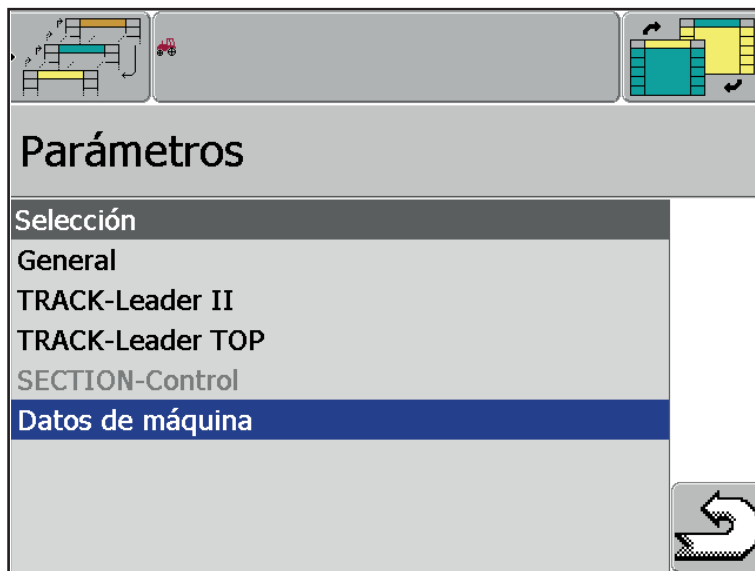 Parámetros
Selección
General
TRACK-Leader II
TRACK-Leader TOP
SECTION-Control
Datos de máquina